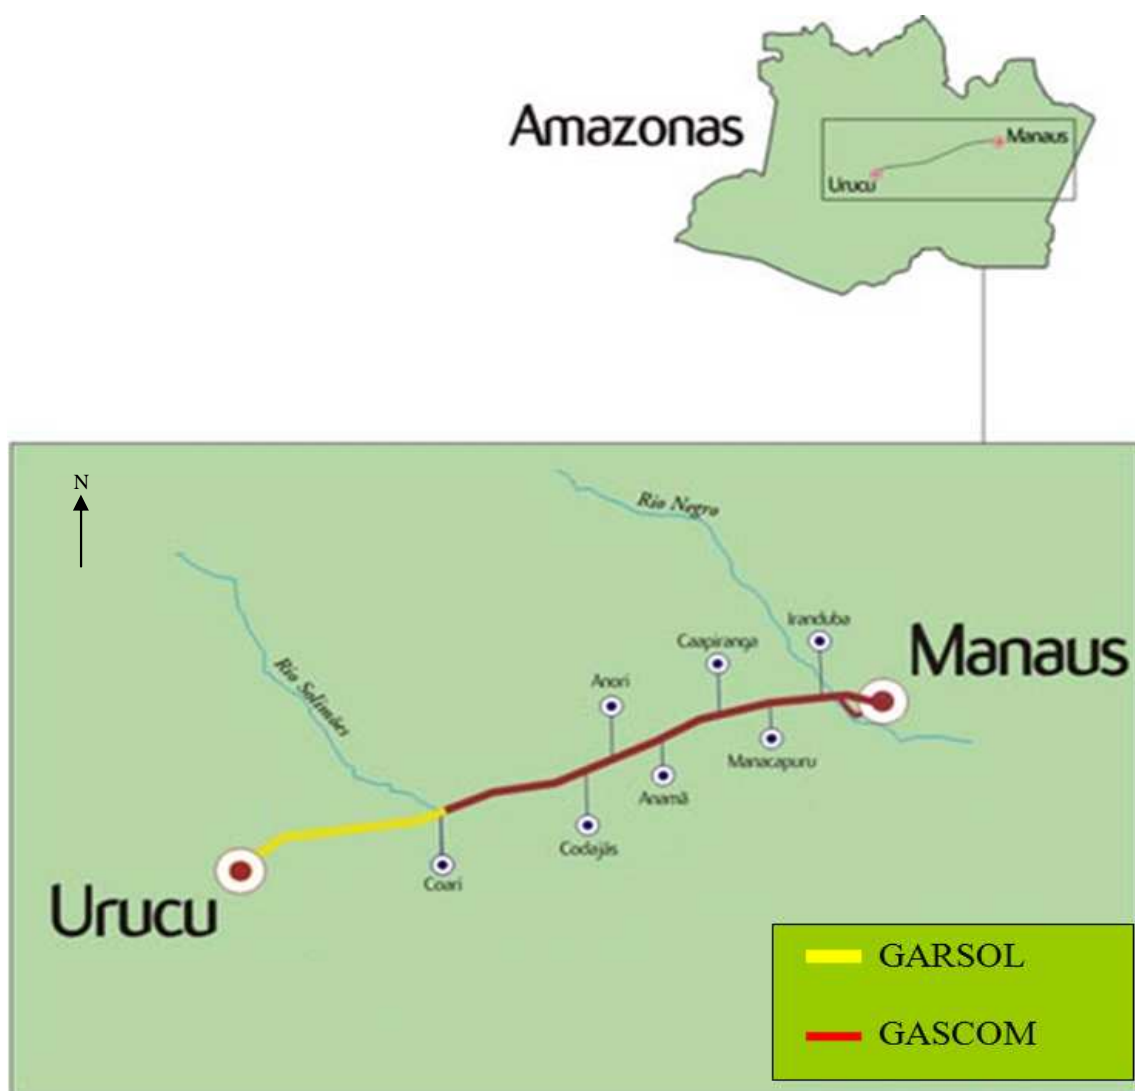 Amazonas
Manaus
Urucu
N
Rio Negro
Rio Solimões
Iranduba
Caapiranga
Manaus
Anori
Manacapuru
Anamã
Codajás
Coari
Urucu
GARSOL
GASCOM